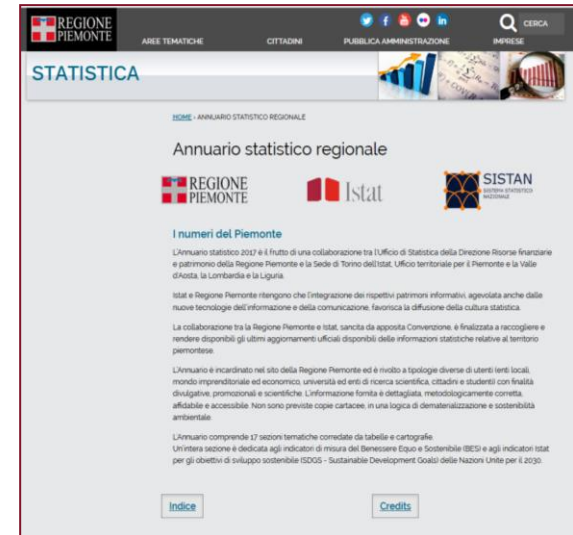 REGIONE
PIEMONTE
CERCA
AREE TEMATICHE CITTADINI PUBBLICA AMMINISTRAZIONE IMPRESE
STATISTICA
HOME › ANNUARIO STATISTICO REGIONALE
Annuario statistico regionale
REGIONE
PIEMONTE
Istat
SISTAN
SISTEMA STATISTICO
NAZIONALE
I numeri del Piemonte
L'Annuario statistico 2017 è il frutto di una collaborazione tra l'Ufficio di Statistica della Direzione Risorse finanziarie
e patrimonio della Regione Piemonte e la Sede di Torino dell'Istat, Ufficio territoriale per il Piemonte e la Valle
d'Aosta, la Lombardia e la Liguria.
Istat e Regione Piemonte ritengono che l'integrazione dei rispettivi patrimoni informativi, agevolata anche dalle
nuove tecnologie dell'informazione e della comunicazione, favorisca la diffusione della cultura statistica.
La collaborazione tra la Regione Piemonte e Istat, sancita da apposita Convenzione, è finalizzata a raccogliere e
rendere disponibili gli ultimi aggiornamenti ufficiali disponibili delle informazioni statistiche relative al territorio
piemontese.
L'Annuario è incardinato nel sito della Regione Piemonte ed è rivolto a tipologie diverse di utenti (enti locali,
mondo imprenditoriale ed economico, università ed enti di ricerca scientifica, cittadini e studenti) con finalità
divulgative, promozionali e scientifiche. L'informazione fornita è dettagliata, metodologicamente corretta,
affidabile e accessibile. Non sono previste copie cartacee, in una logica di dematerializzazione e sostenibilità
ambientale.
L'Annuario comprende 17 sezioni tematiche corredate da tabelle e cartografie.
Un'intera sezione è dedicata agli indicatori di misura del Benessere Equo e Sostenibile (BES) e agli indicatori Istat
per gli obiettivi di sviluppo sostenibile (SDGS - Sustainable Development Goals) delle Nazioni Unite per il 2030.
Indice Credits